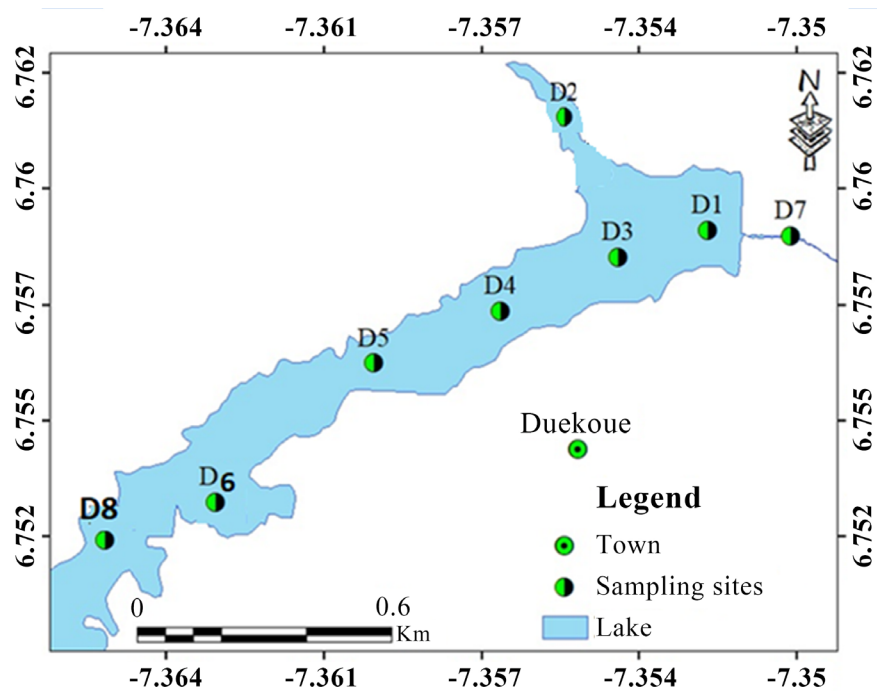 -7.364 -7.361 -7.357 -7.354 -7.35
6.762 6.762
N
D2
6.76 6.76
D1 D7
D3
D4
6.757 6.757
D5
Duekoue
6.755 6.755
D6
Legend
D8
6.752 6.752
Town
Sampling sites
0 0.6
Km
Lake
-7.364 -7.361 -7.357 -7.354 -7.35